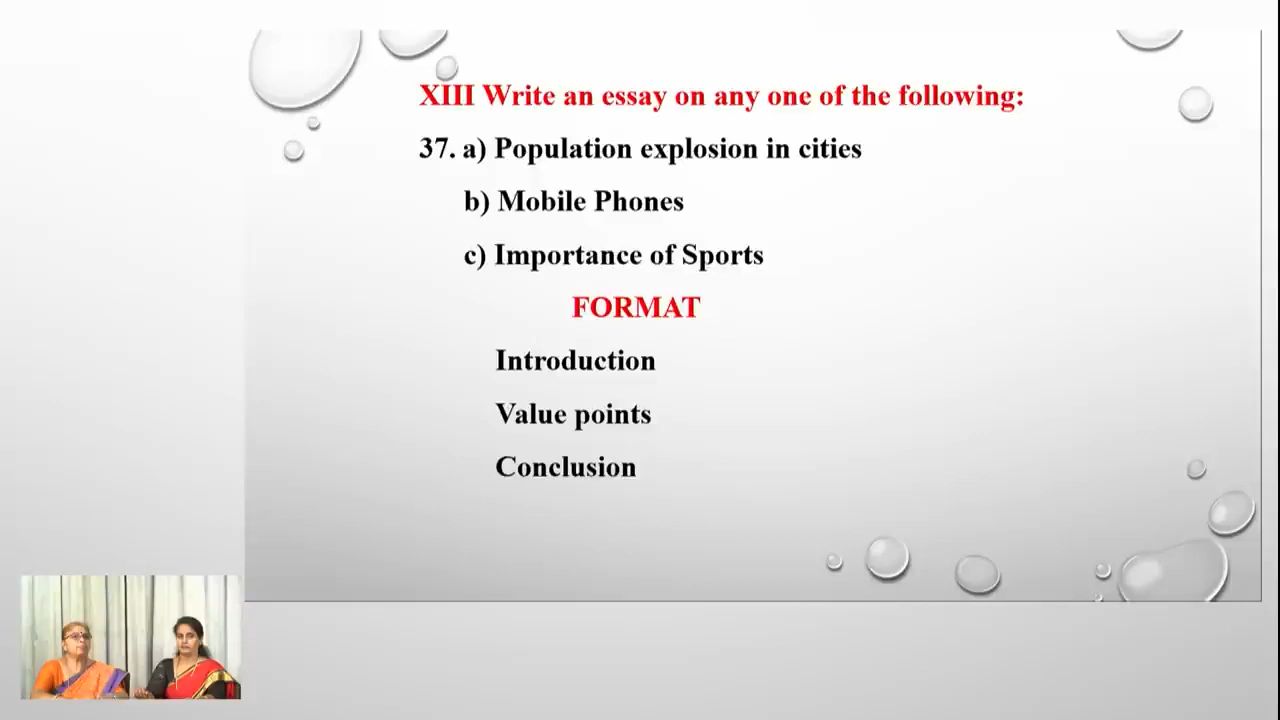 XIII Write an essay on any one of the following:
37. a) Population explosion in cities
b) Mobile Phones
c) Importance of Sports
FORMAT
Introduction
Value points
Conclusion